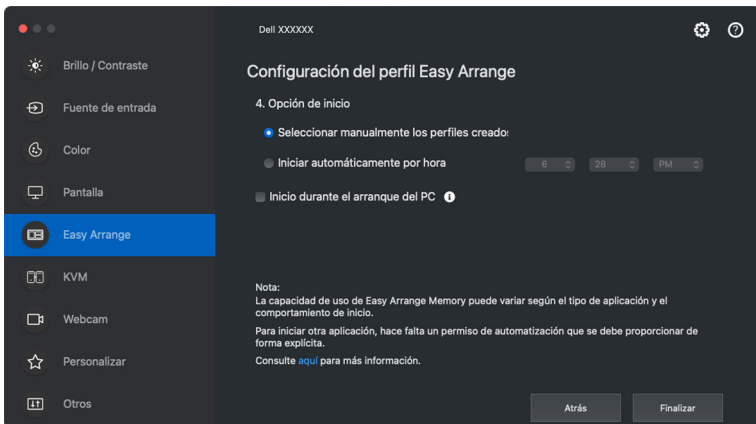 Dell XXXXXX
Brillo / Contraste
Fuente de entrada
Color
Pantalla
Easy Arrange
KVM
Webcam
Personalizar
Otros
Configuración del perfil Easy Arrange
4. Opción de inicio
Seleccionar manualmente los perfiles creados
Iniciar automáticamente por hora
6 28 PM
Inicio durante el arranque del PC
Nota:
La capacidad de uso de Easy Arrange Memory puede variar según el tipo de aplicación y el
comportamiento de inicio.
Para iniciar otra aplicación, hace falta un permiso de automatización que se debe proporcionar de
forma explícita.
Consulte aquí para más información.
Atrás
Finalizar